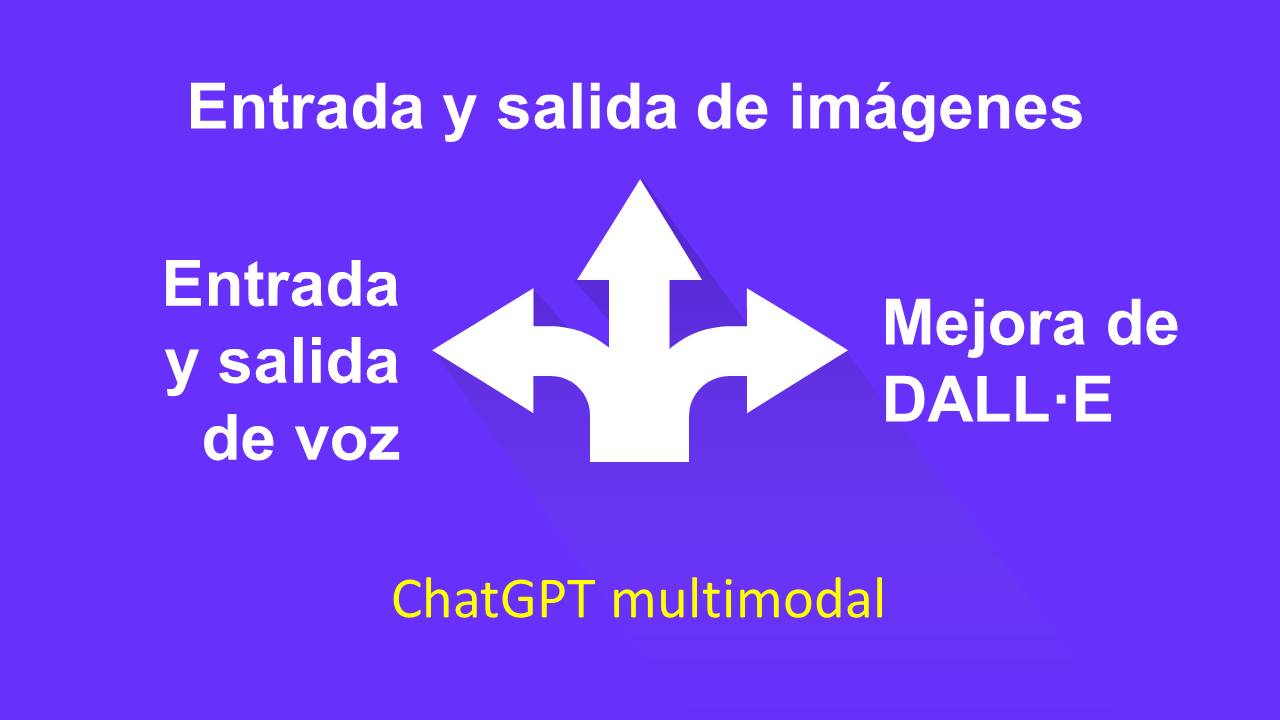 Entrada y salida de imágenes
Entrada
y salida
de voz
Mejora de
DALL·E
ChatGPT multimodal